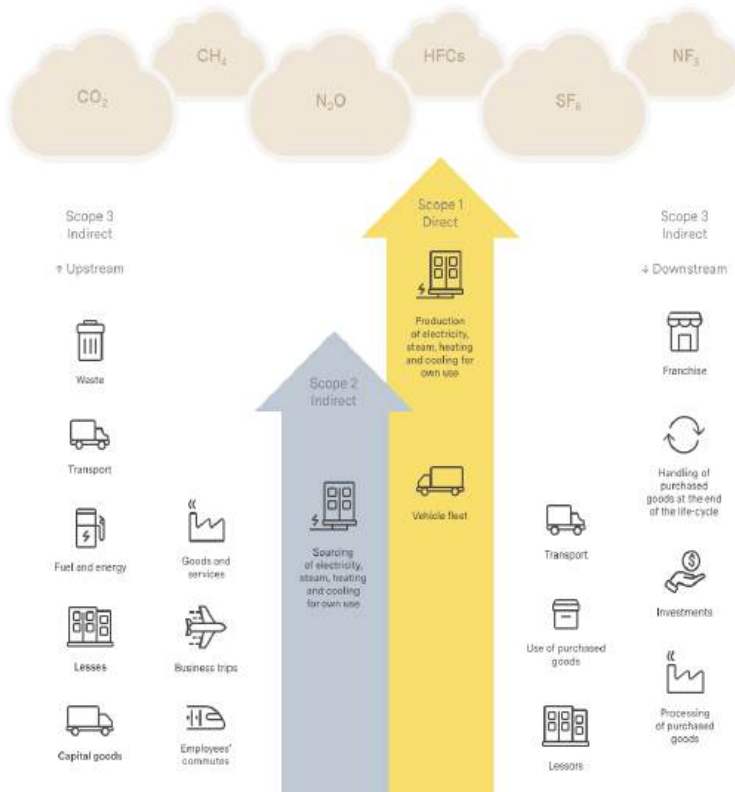 CO₂
CH₄
N₂O
HFCs
SF₆
NF₃
Scope 3
Indirect
↑ Upstream
Waste
Transport
Fuel and energy
Lesses
Capital goods
Goods and
services
Business trips
Employees'
commutes
Scope 2
Indirect
Sourcing
of electricity,
steam, heating
and cooling
for own use
Scope 1
Direct
Production
of electricity,
steam, heating
and cooling for
own use
Vehicle fleet
Transport
Use of purchased
goods
Lessors
Scope 3
Indirect
↓ Downstream
Franchise
Handling of
purchased
goods at the end
of the life-cycle
Investments
Processing
of purchased
goods